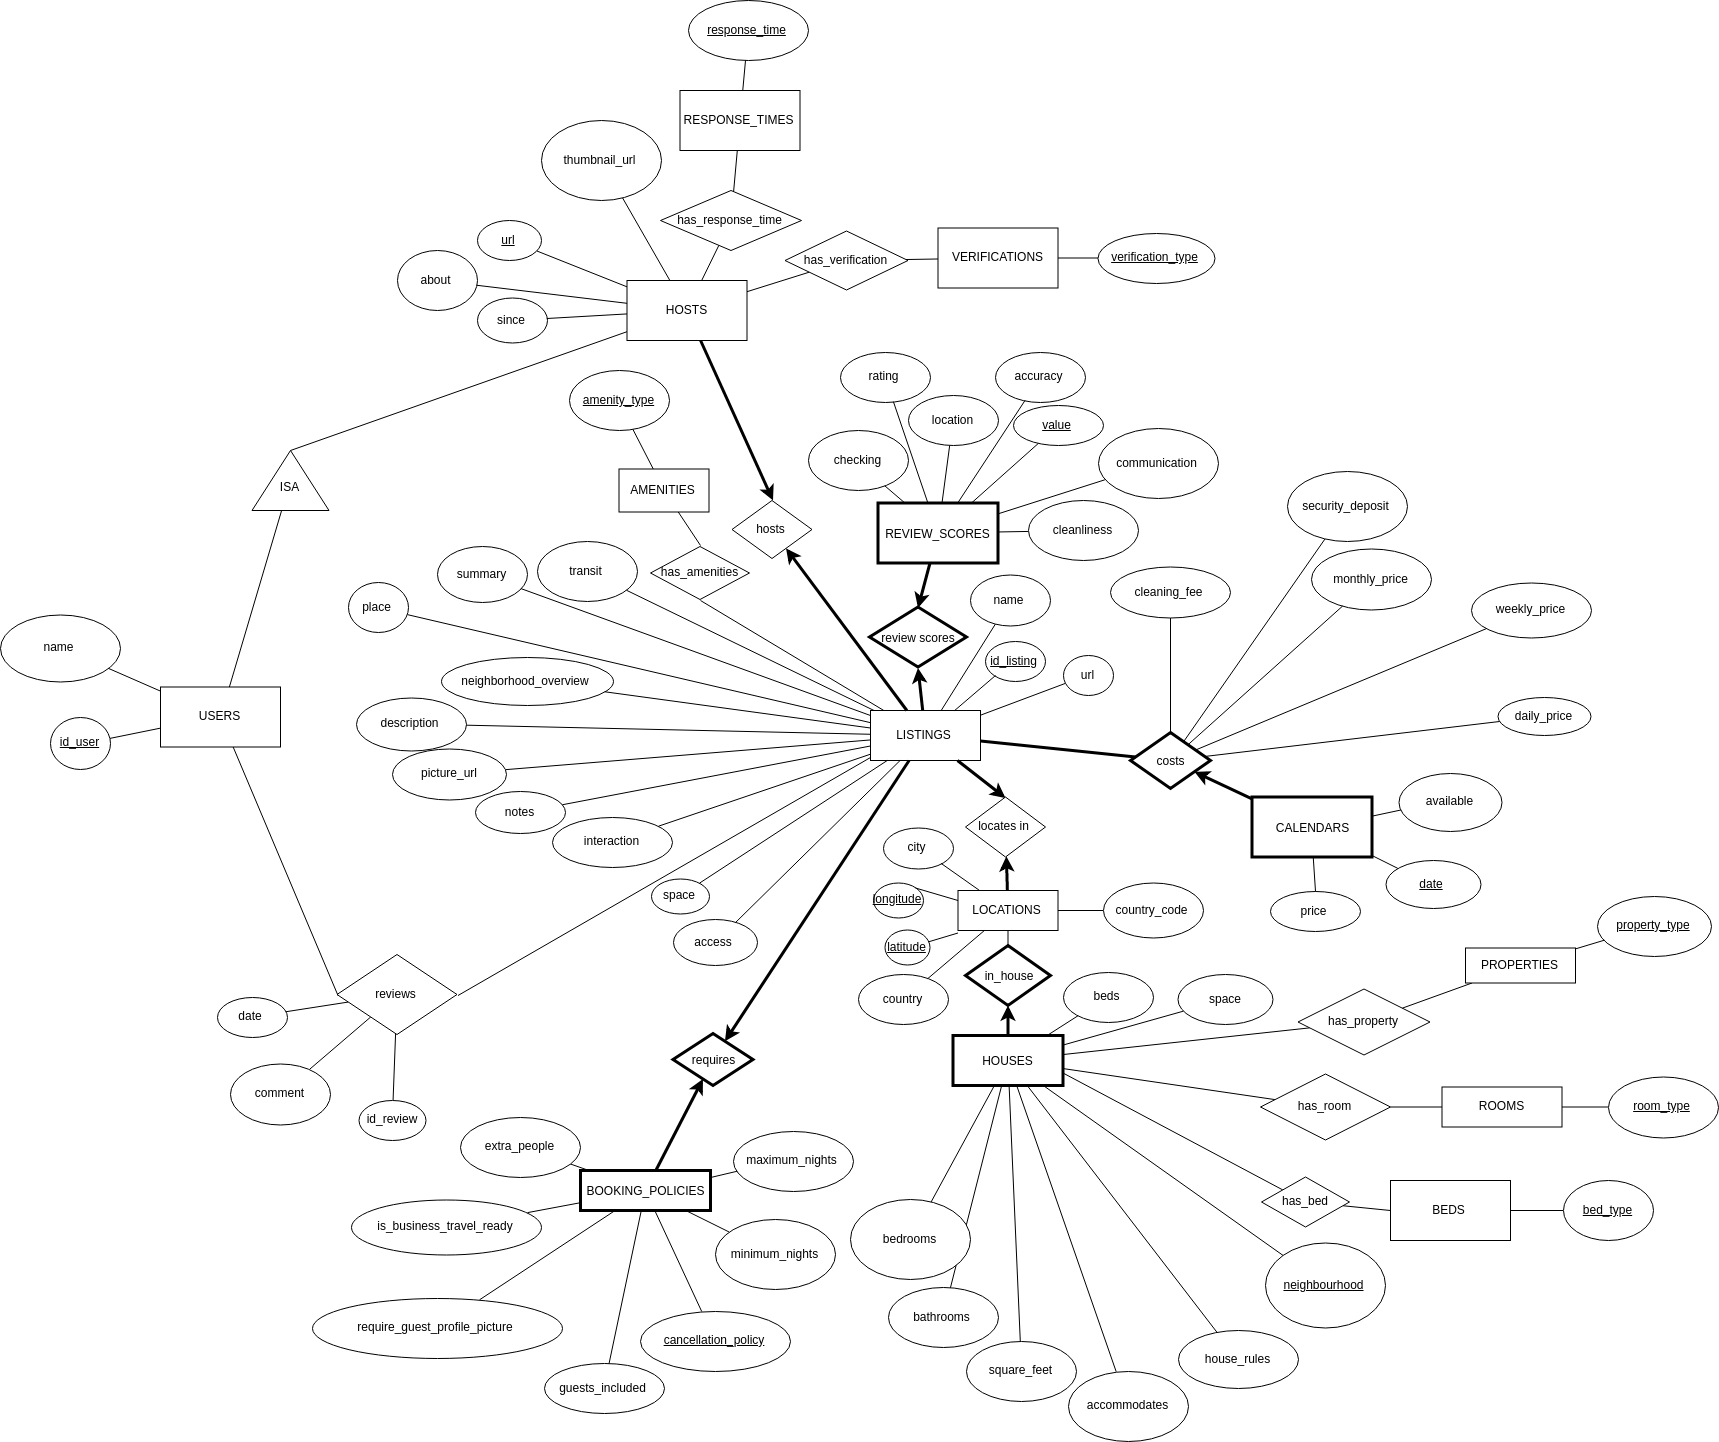 response_time
RESPONSE_TIMES
thumbnail_url
has_response_time
url
has_verification
VERIFICATIONS
verification_type
about
since
HOSTS
rating
accuracy
amenity_type
location
value
checking
communication
ISA
AMENITIES
hosts
REVIEW_SCORES
cleanliness
security_deposit
summary
transit
has_amenities
monthly_price
place
name
cleaning_fee
weekly_price
review scores
name
neighborhood_overview
id_listing
url
USERS
description
LISTINGS
daily_price
id_user
picture_url
costs
notes
available
interaction
locates in
CALENDARS
city
space
longitude
date
LOCATIONS
country_code
price
access
latitude
property_type
PROPERTIES
reviews
in_house
country
beds
space
date
has_property
requires
HOUSES
comment
id_review
has_room
ROOMS
room_type
extra_people
maximum_nights
BOOKING_POLICIES
has_bed
BEDS
bed_type
is_business_travel_ready
bedrooms
minimum_nights
neighbourhood
require_guest_profile_picture
bathrooms
cancellation_policy
house_rules
square_feet
guests_included
accommodates